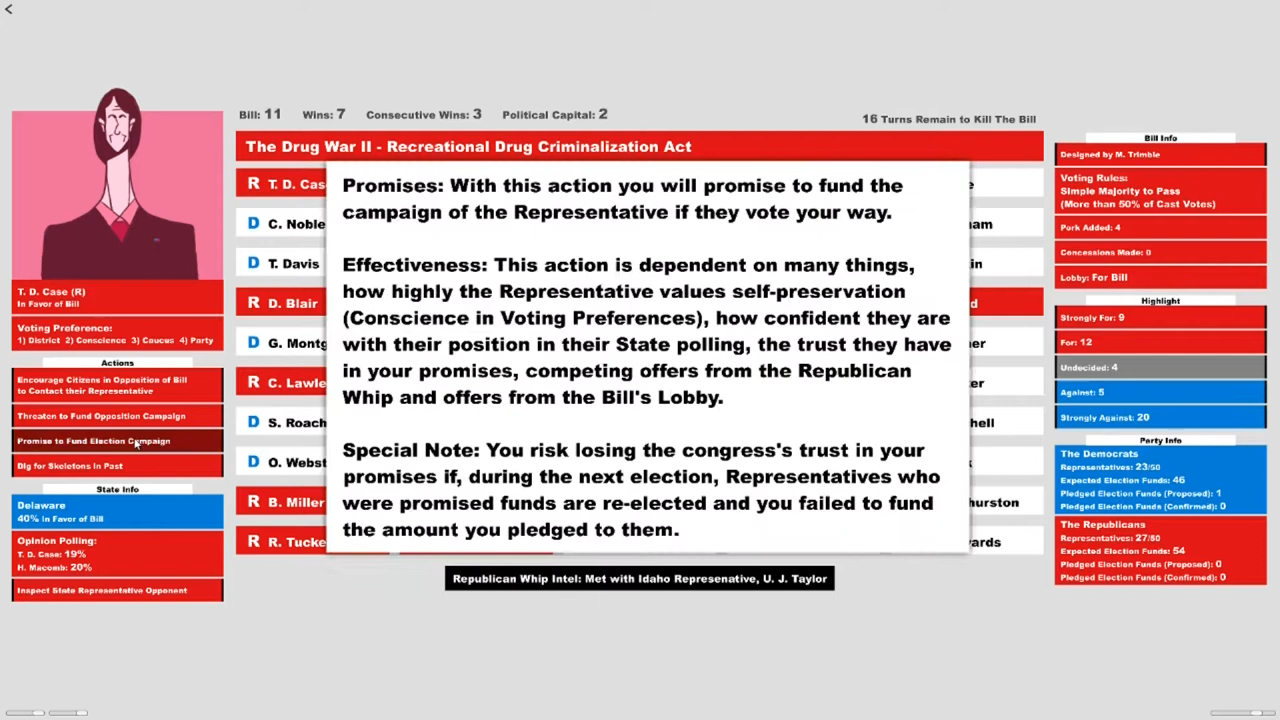 Bill: 11 Wins: 7 Consecutive Wins: 3 Political Capital: 2
16 Turns Remain to Kill The Bill
The Drug War II - Recreational Drug Criminalization Act
T. D. Case (R)
In Favor of Bill
Voting Preference:
1) District 2) Conscience 3) Caucus 4) Party
Actions
Encourage Citizens in Opposition of Bill
to Contact their Representative
Threaten to Fund Opposition Campaign
Promise to Fund Election Campaign
Dig for Skeletons in Past
State Info
Delaware
40% In Favor of Bill
Opinion Polling:
T. D. Case: 19%
H. Macomb: 20%
Inspect State Representative Opponent
R T. D. Cas
D C. Noble
D T. Davis
R D. Blair
D G. Montg
R C. Lawle
D S. Roach
D O. Webst
R B. Miller
R R. Tucke
Promises: With this action you will promise to fund the
campaign of the Representative if they vote your way.
Effectiveness: This action is dependent on many things,
how highly the Representative values self-preservation
(Conscience in Voting Preferences), how confident they are
with their position in their State polling, the trust they have
in your promises, competing offers from the Republican
Whip and offers from the Bill's Lobby.
Special Note: You risk losing the congress's trust in your
promises if, during the next election, Representatives who
were promised funds are re-elected and you failed to fund
the amount you pledged to them.
e
am
in
d
er
ker
hell
hurston
ards
Republican Whip Intel: Met with Idaho Represenative, U. J. Taylor
Bill Info
Designed by M. Trimble
Voting Rules:
Simple Majority to Pass
(More than 50% of Cast Votes)
Pork Added: 4
Concessions Made: 0
Lobby: For Bill
Highlight
Strongly For: 9
For: 12
Undecided: 4
Against: 5
Strongly Against: 20
Party Info
The Democrats
Representatives: 23/50
Expected Election Funds: 46
Pledged Election Funds (Proposed): 1
Pledged Election Funds (Confirmed): 0
The Republicans
Representatives: 27/50
Expected Election Funds: 54
Pledged Election Funds (Proposed): 0
Pledged Election Funds (Confirmed): 0